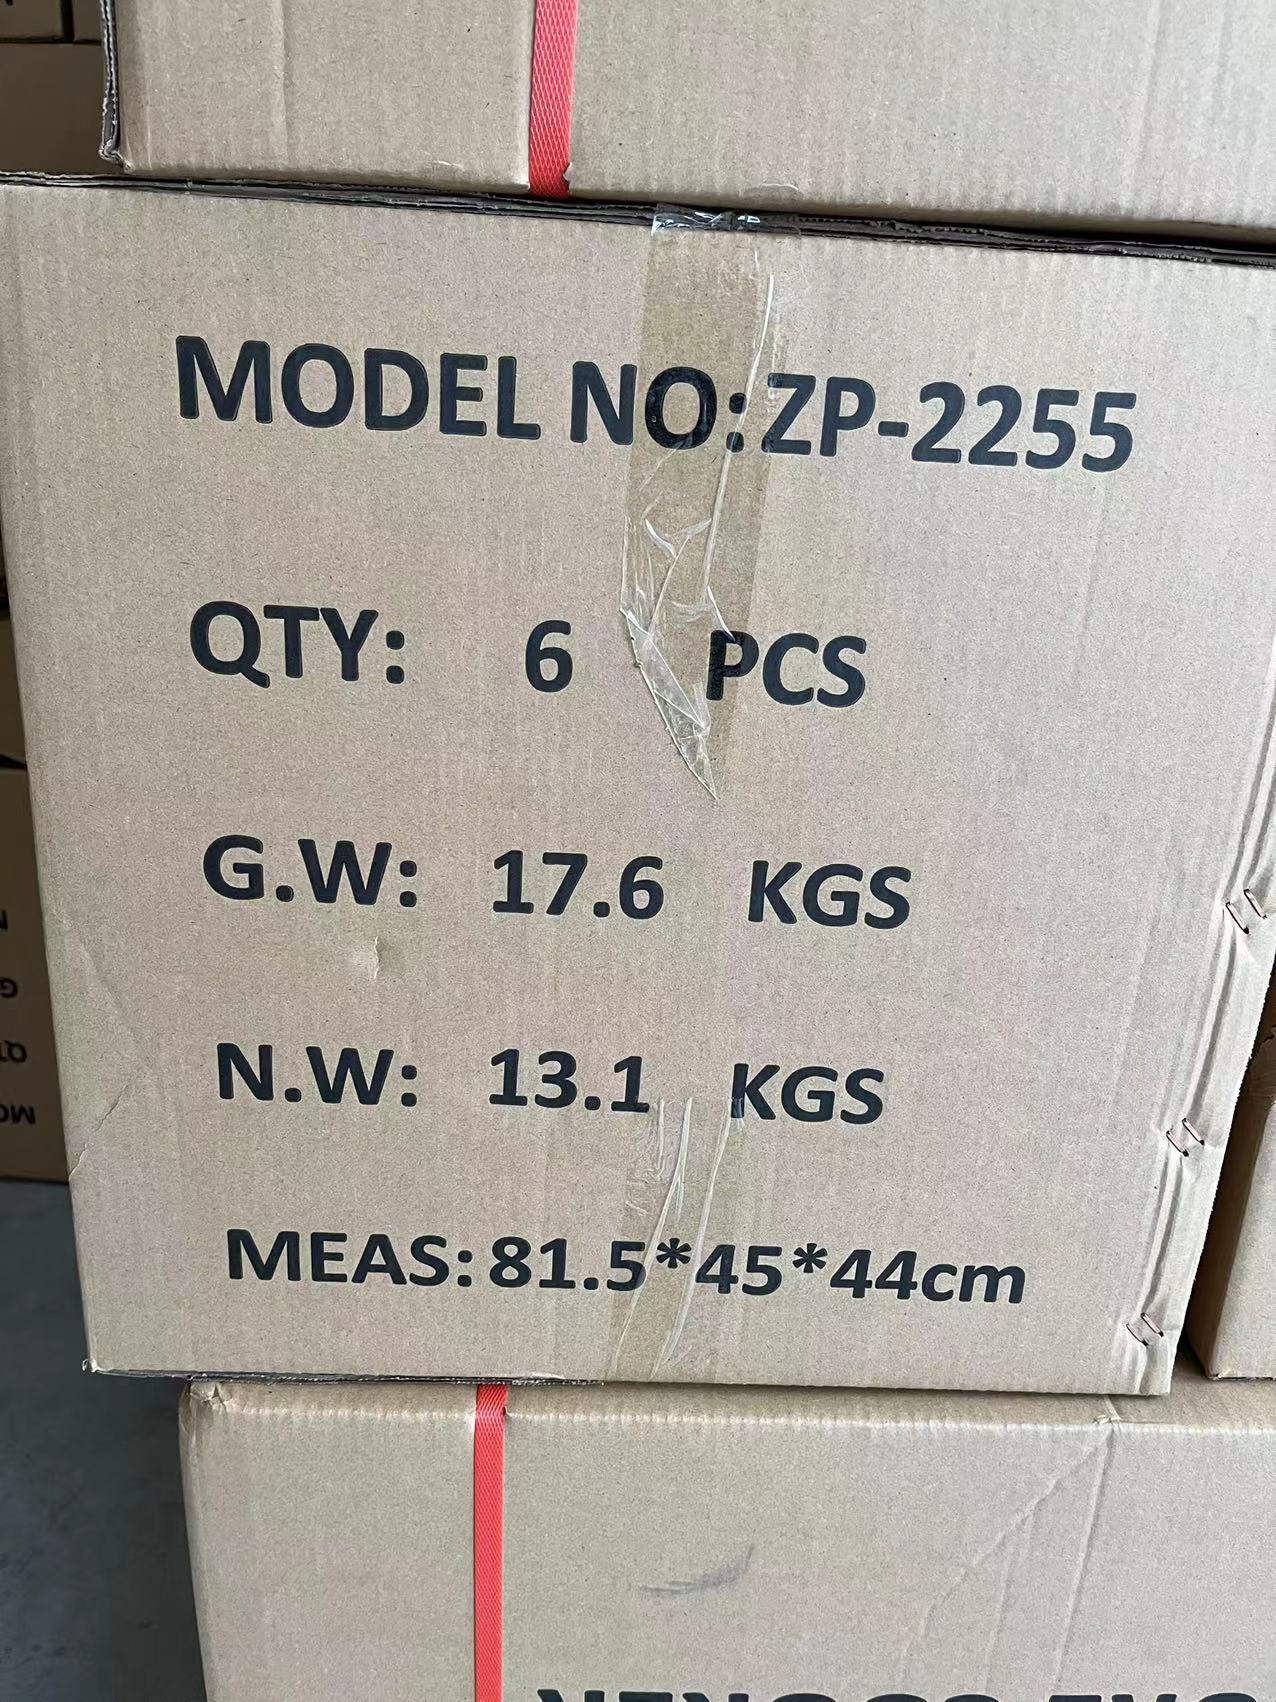 MODEL NO:ZP-2255
QTY: 6 PCS
G.W: 17.6 KGS
N.W: 13.1 KGS
MEAS:81.5*45*44cm